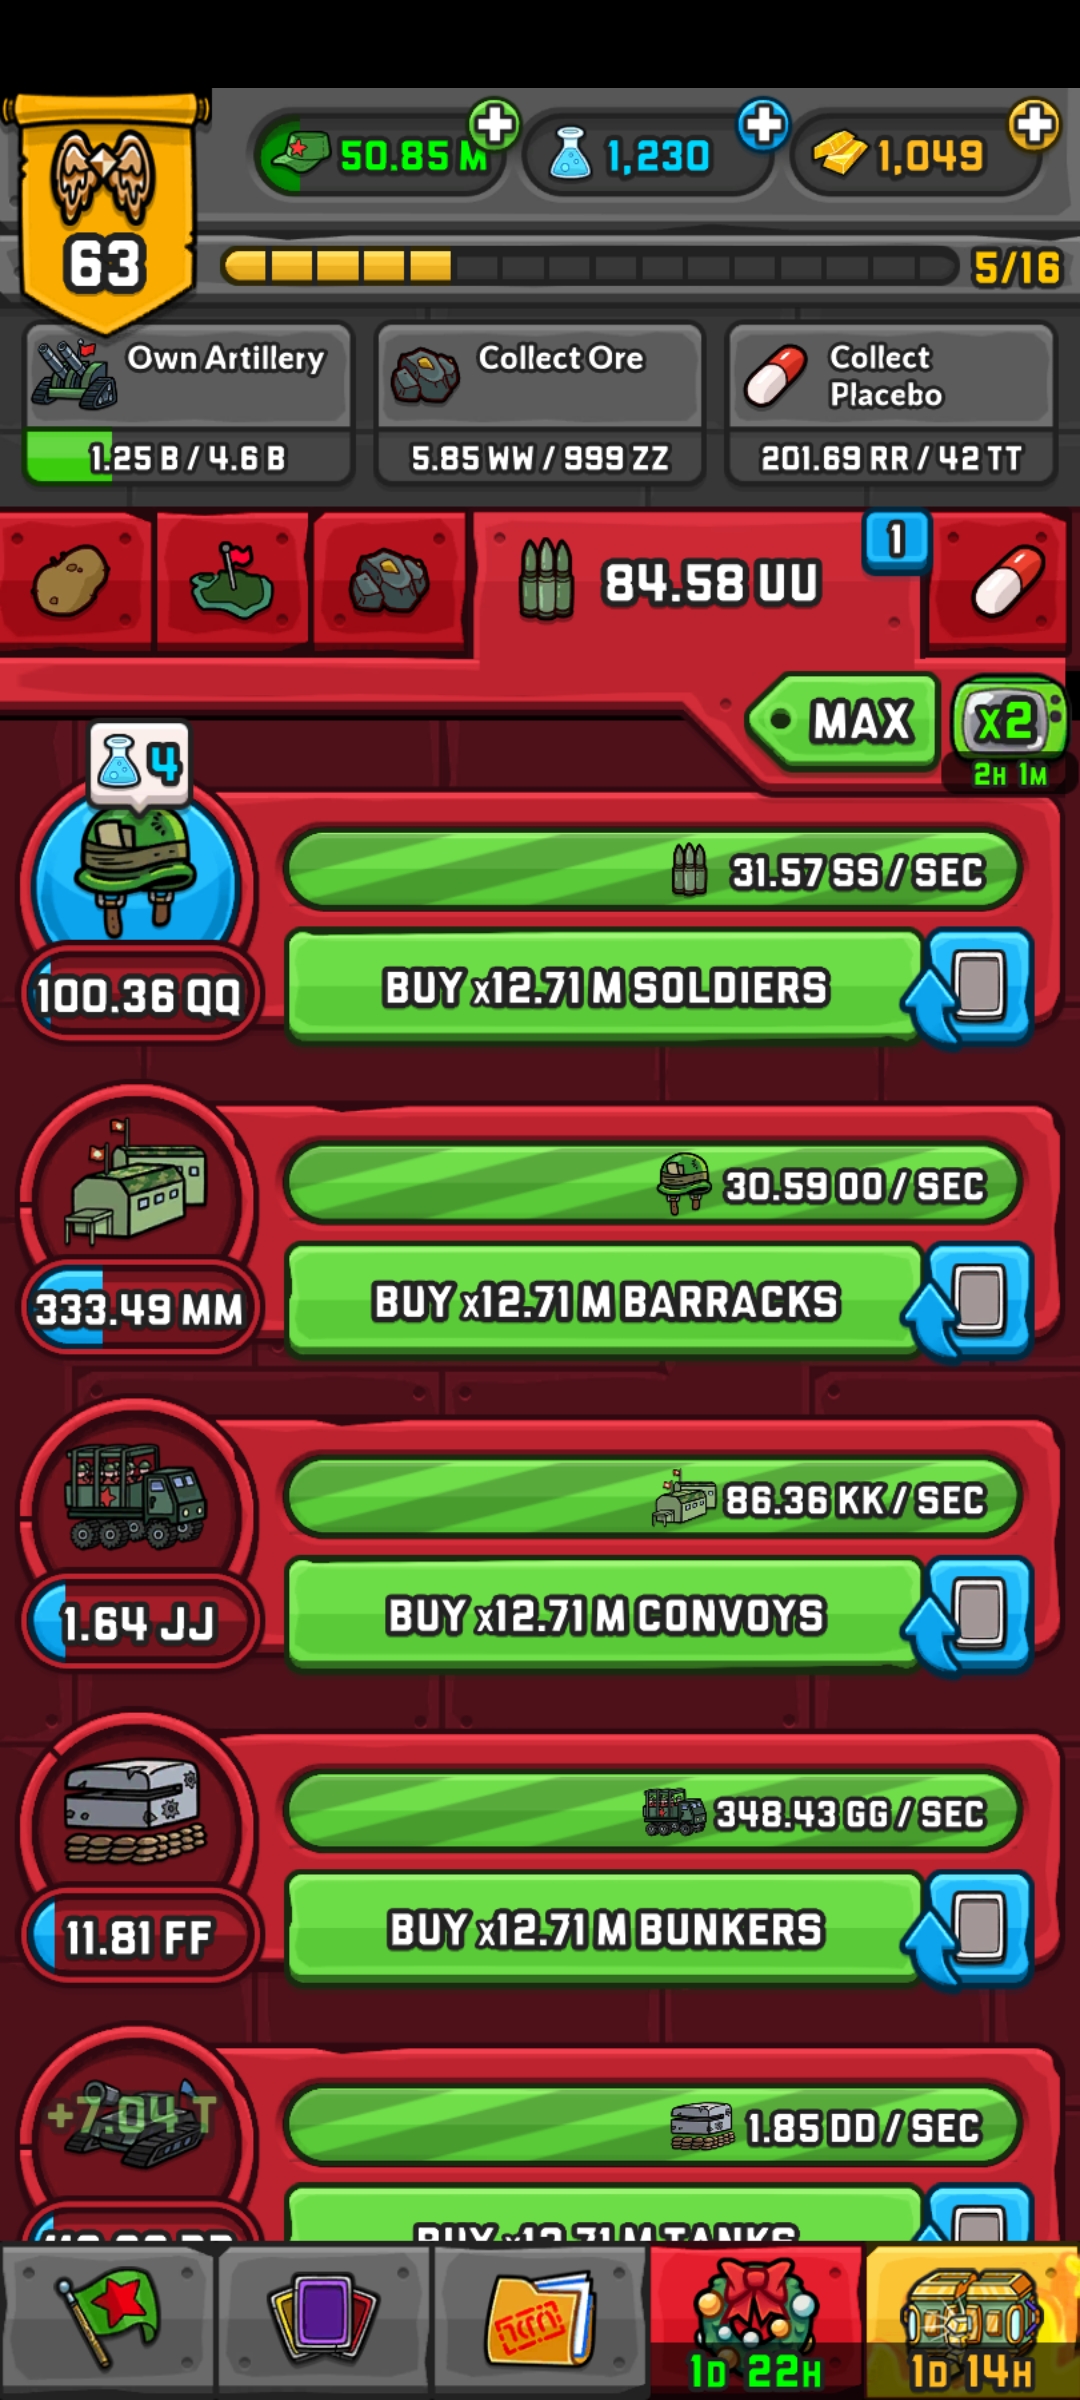 50.85 M
1,230
1,049
63
5/16
Own Artillery
1.25 B / 4.6 B
Collect Ore
5.85 WW / 999 ZZ
Collect
Placebo
201.69 RR / 42 TT
84.58 UU
1
MAX
x2
2H 1M
4
31.57 SS / SEC
100.36 QQ
BUY x12.71 M SOLDIERS
30.59 OO / SEC
333.49 MM
BUY x12.71 M BARRACKS
86.36 KK / SEC
1.64 JJ
BUY x12.71 M CONVOYS
348.43 GG / SEC
11.81 FF
BUY x12.71 M BUNKERS
+7.04 T
1.85 DD / SEC
BUY x12.71 M TANKS
1D 22H
1D 14H